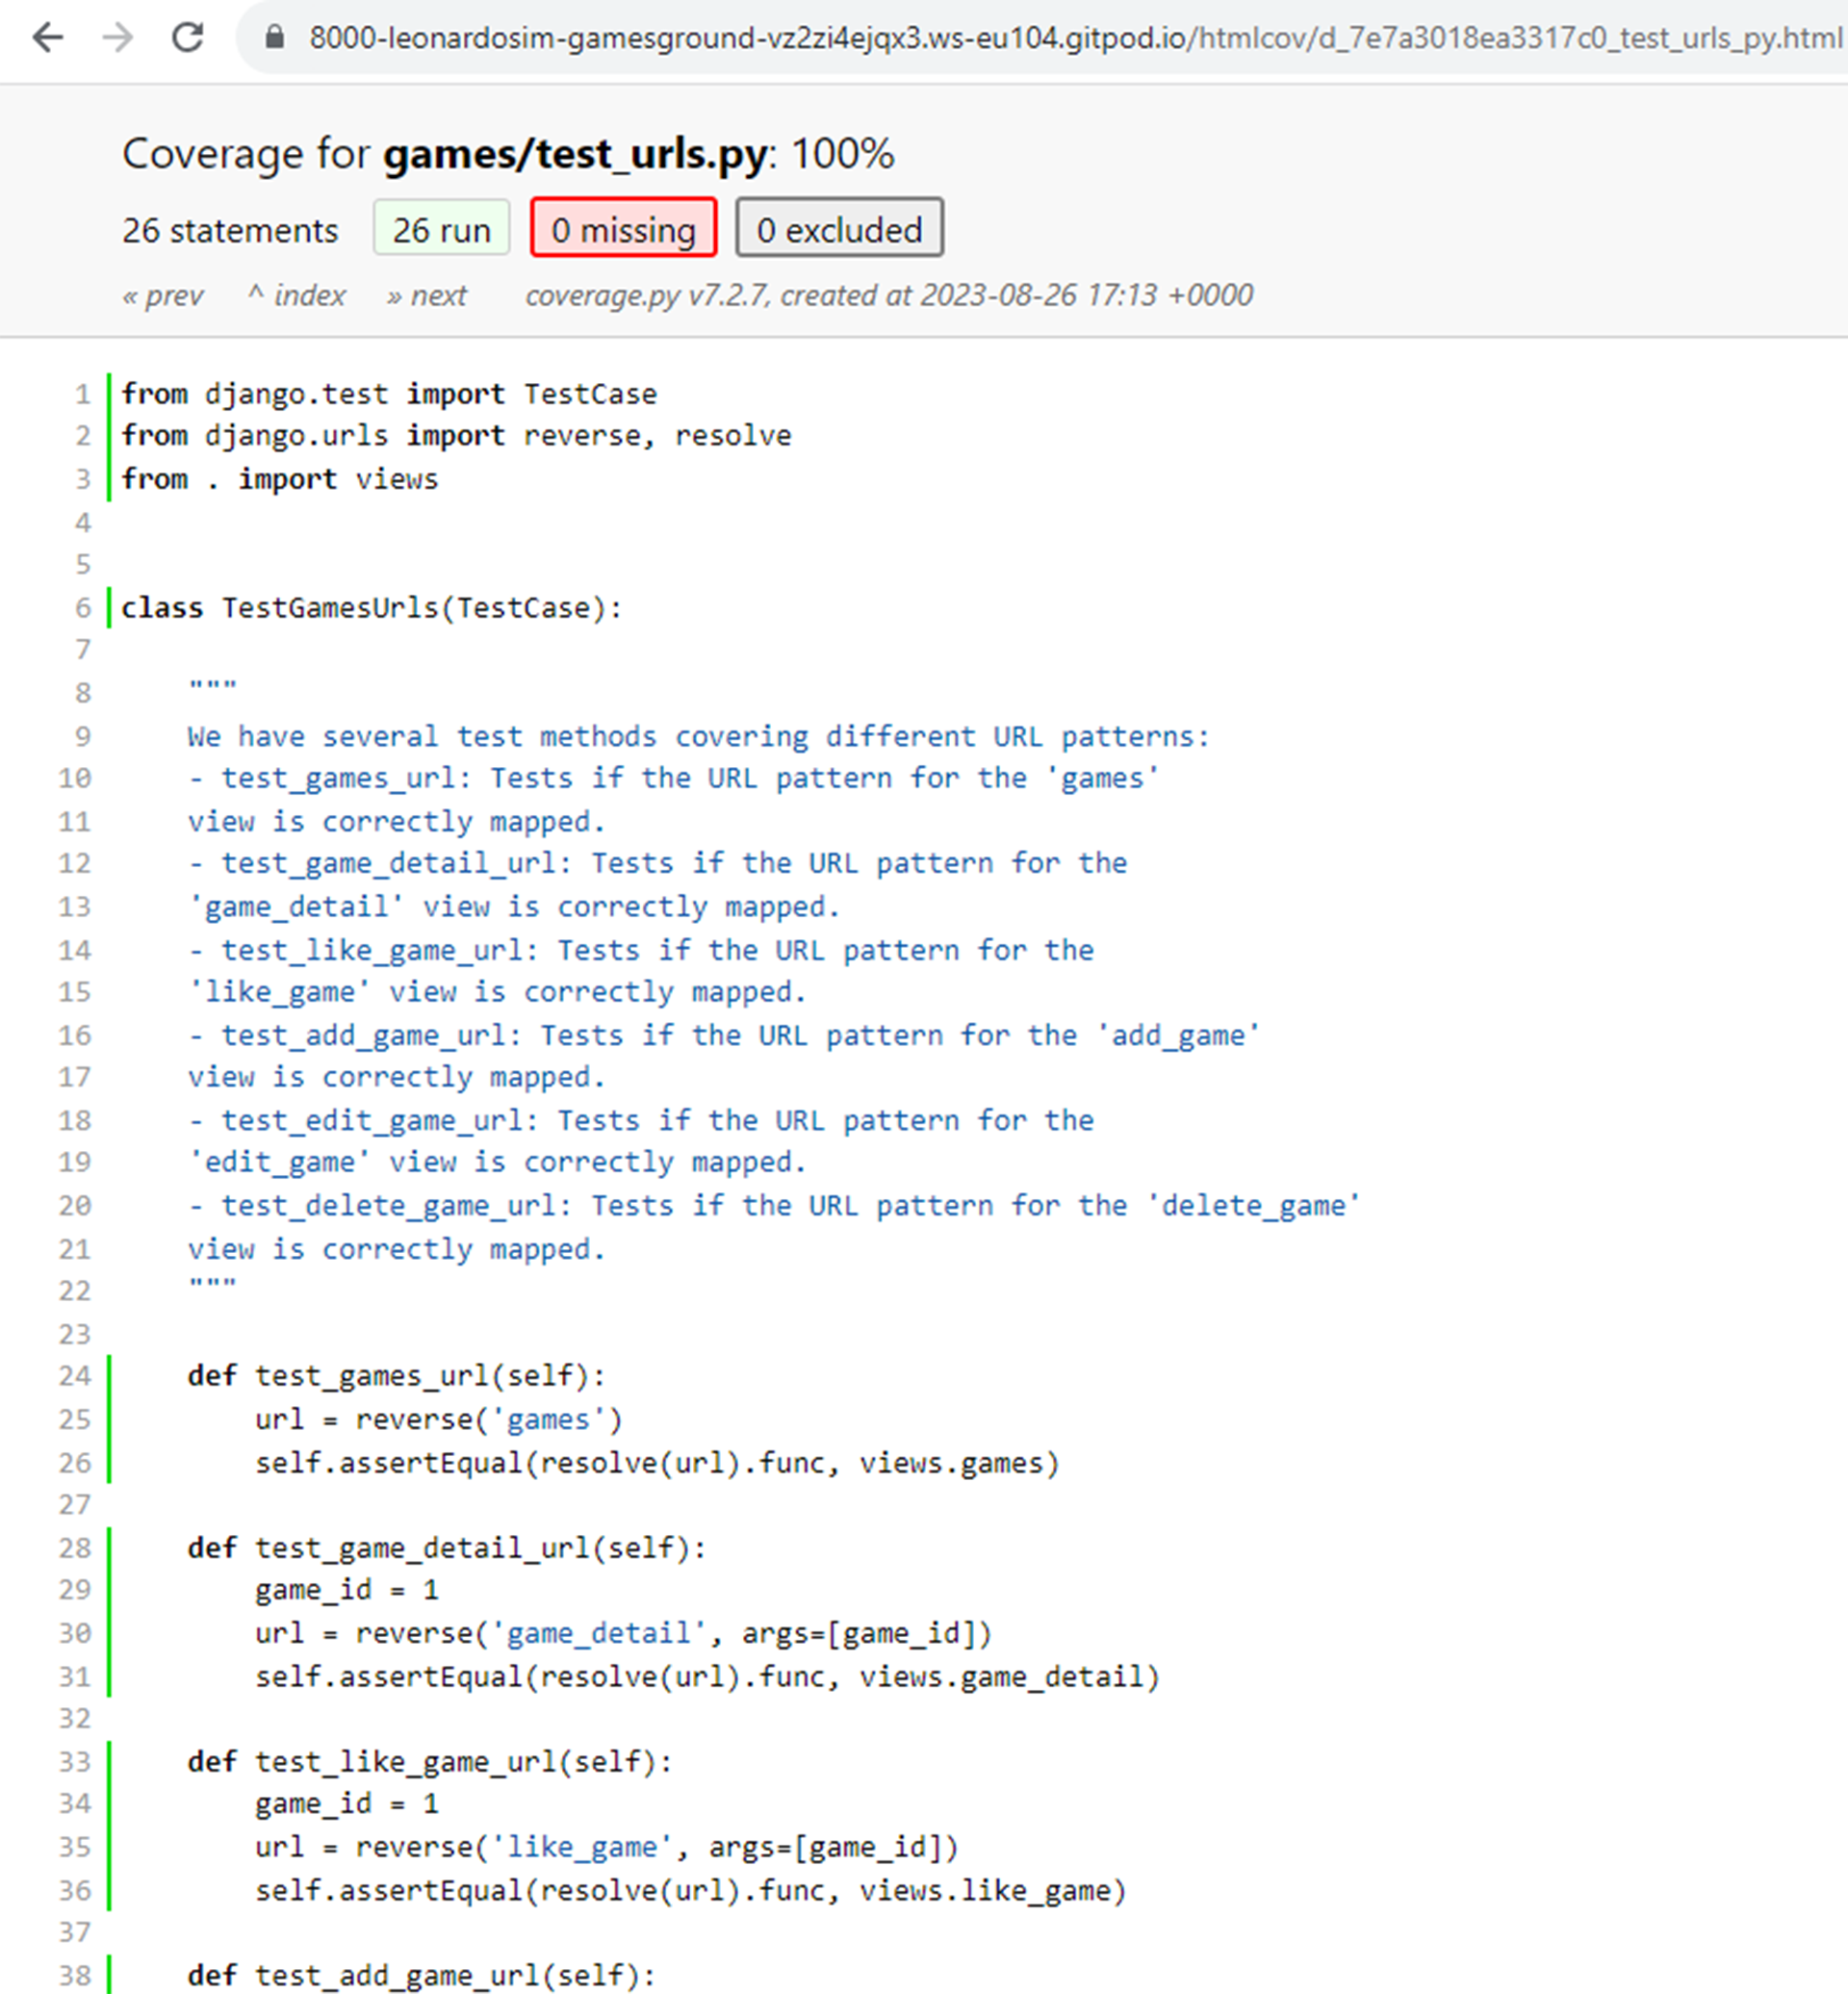 8000-leonardosim-gamesground-vz2zi4ejqx3.ws-eu104.gitpod.io/htmlcov/d_7e7a3018ea3317c0_test_urls_py.html
Coverage for games/test_urls.py: 100%
26 statements 26 run 0 missing 0 excluded
« prev ^ index » next coverage.py v7.2.7, created at 2023-08-26 17:13 +0000
1 from django.test import TestCase
2 from django.urls import reverse, resolve
3 from . import views
4
5
6 class TestGamesUrls(TestCase):
7
8     """
9     We have several test methods covering different URL patterns:
10     - test_games_url: Tests if the URL pattern for the 'games'
11     view is correctly mapped.
12     - test_game_detail_url: Tests if the URL pattern for the
13     'game_detail' view is correctly mapped.
14     - test_like_game_url: Tests if the URL pattern for the
15     'like_game' view is correctly mapped.
16     - test_add_game_url: Tests if the URL pattern for the 'add_game'
17     view is correctly mapped.
18     - test_edit_game_url: Tests if the URL pattern for the
19     'edit_game' view is correctly mapped.
20     - test_delete_game_url: Tests if the URL pattern for the 'delete_game'
21     view is correctly mapped.
22     """
23
24     def test_games_url(self):
25         url = reverse('games')
26         self.assertEqual(resolve(url).func, views.games)
27
28     def test_game_detail_url(self):
29         game_id = 1
30         url = reverse('game_detail', args=[game_id])
31         self.assertEqual(resolve(url).func, views.game_detail)
32
33     def test_like_game_url(self):
34         game_id = 1
35         url = reverse('like_game', args=[game_id])
36         self.assertEqual(resolve(url).func, views.like_game)
37
38     def test_add_game_url(self):